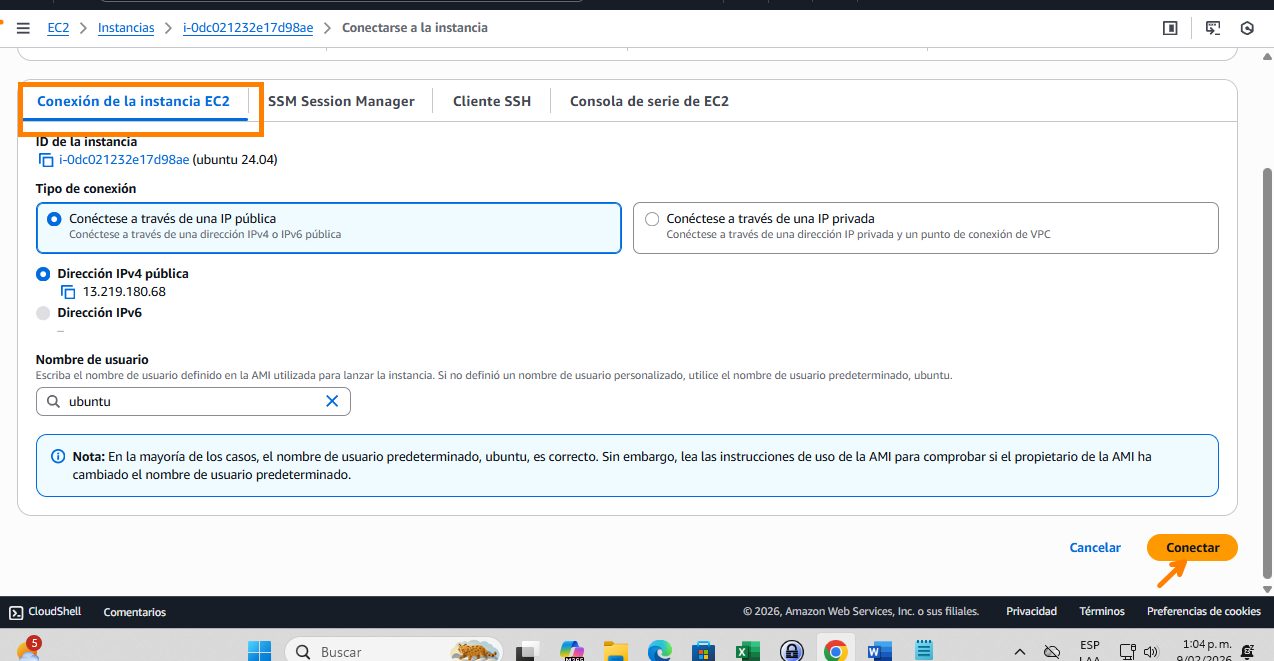 EC2 > Instancias > i-0dc021232e17d98ae > Conectarse a la instancia
Conexión de la instancia EC2
SSM Session Manager
Cliente SSH
Consola de serie de EC2
ID de la instancia
i-0dc021232e17d98ae (ubuntu 24.04)
Tipo de conexión
Conéctese a través de una IP pública
Conéctese a través de una dirección IPv4 o IPv6 pública
Conéctese a través de una IP privada
Conéctese a través de una dirección IP privada y un punto de conexión de VPC
Dirección IPv4 pública
13.219.180.68
Dirección IPv6
–
Nombre de usuario
Escriba el nombre de usuario definido en la AMI utilizada para lanzar la instancia. Si no definió un nombre de usuario personalizado, utilice el nombre de usuario predeterminado, ubuntu.
ubuntu
Nota: En la mayoría de los casos, el nombre de usuario predeterminado, ubuntu, es correcto. Sin embargo, lea las instrucciones de uso de la AMI para comprobar si el propietario de la AMI ha
cambiado el nombre de usuario predeterminado.
Cancelar
Conectar
CloudShell
Comentarios
© 2026, Amazon Web Services, Inc. o sus filiales.
Privacidad
Términos
Preferencias de cookies
5
Buscar
M365
ESP
LAA
1:04 p. m.
9/02/2026